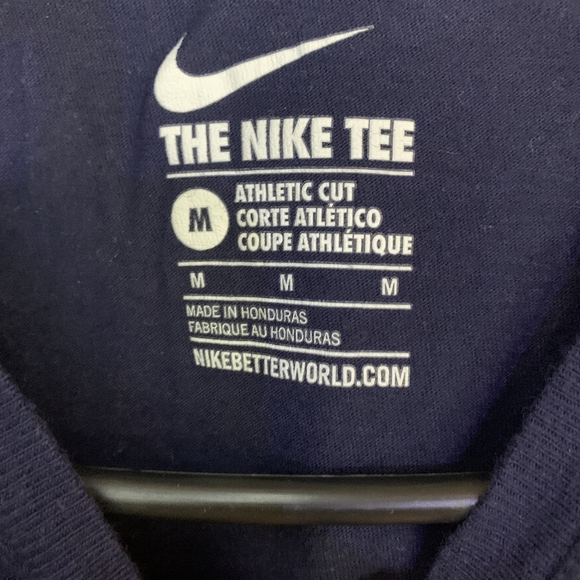 THE NIKE TEE
M
ATHLETIC CUT
CORTE ATLÉTICO
COUPE ATHLÉTIQUE
M M M
MADE IN HONDURAS
FABRIQUE AU HONDURAS
NIKEBETTERWORLD.COM